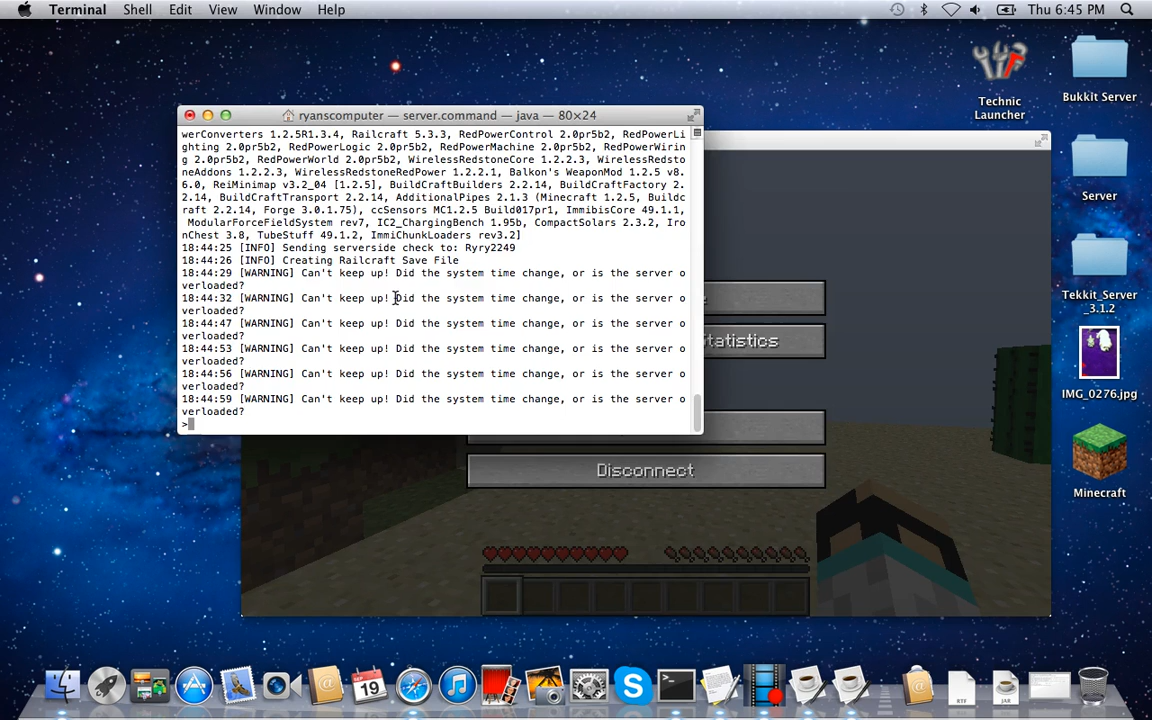 Terminal Shell Edit View Window Help Thu 6:45 PM
ryanscomputer — server.command — java — 80×24
werConverters 1.2.5R1.3.4, Railcraft 5.3.3, RedPowerControl 2.0pr5b2, RedPowerLi
ghting 2.0pr5b2, RedPowerLogic 2.0pr5b2, RedPowerMachine 2.0pr5b2, RedPowerWirin
g 2.0pr5b2, RedPowerWorld 2.0pr5b2, WirelessRedstoneCore 1.2.2.3, WirelessRedsto
neAddons 1.2.2.3, WirelessRedstoneRedPower 1.2.2.1, Balkon's WeaponMod 1.2.5 v8.
6.0, ReiMinimap v3.2_04 [1.2.5], BuildCraftBuilders 2.2.14, BuildCraftFactory 2.
2.14, BuildCraftTransport 2.2.14, AdditionalPipes 2.1.3 (Minecraft 1.2.5, Buildc
raft 2.2.14, Forge 3.0.1.75), ccSensors MC1.2.5 Build017pr1, ImmibisCore 49.1.1,
ModularForceFieldSystem rev7, IC2_ChargingBench 1.95b, CompactSolars 2.3.2, Iro
nChest 3.8, TubeStuff 49.1.2, ImmiChunkLoaders rev3.2]
18:44:25 [INFO] Sending serverside check to: Ryry2249
18:44:26 [INFO] Creating Railcraft Save File
18:44:29 [WARNING] Can't keep up! Did the system time change, or is the server o
verloaded?
18:44:32 [WARNING] Can't keep up! Did the system time change, or is the server o
verloaded?
18:44:47 [WARNING] Can't keep up! Did the system time change, or is the server o
verloaded?
18:44:53 [WARNING] Can't keep up! Did the system time change, or is the server o
verloaded?
18:44:56 [WARNING] Can't keep up! Did the system time change, or is the server o
verloaded?
18:44:59 [WARNING] Can't keep up! Did the system time change, or is the server o
verloaded?
>
Statistics
Disconnect
Technic
Launcher
Bukkit Server
Server
Tekkit_Server
_3.1.2
IMG_0276.jpg
Minecraft
SEP
19
RTF
JAR